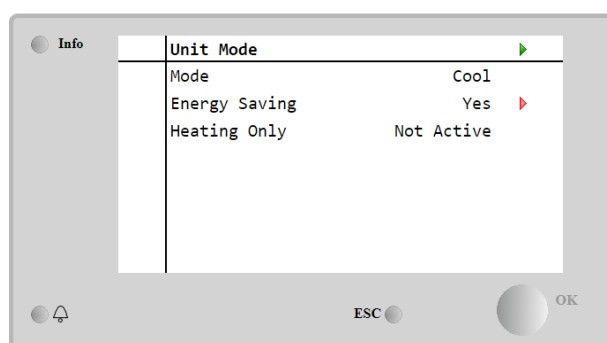 Info
Unit Mode
Mode Cool
Energy Saving Yes
Heating Only Not Active
ESC
OK